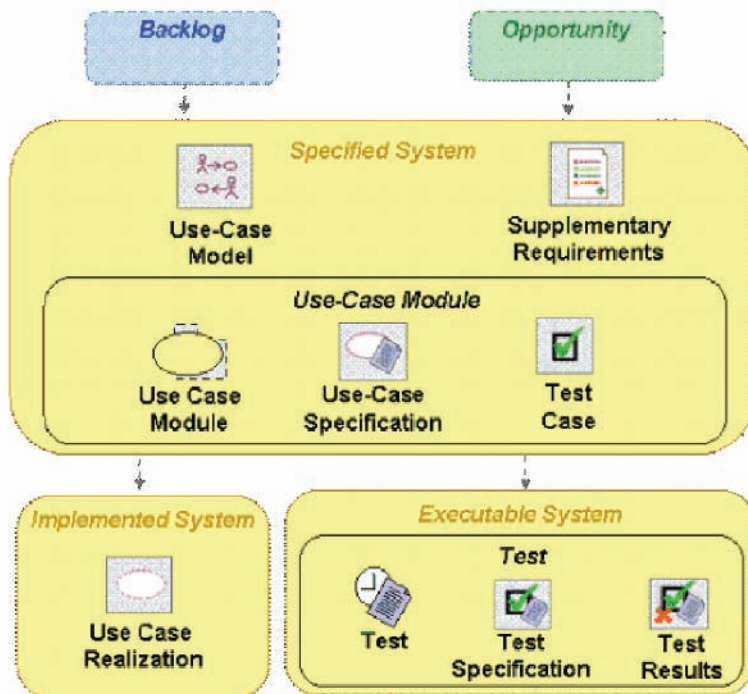 Backlog
Opportunity
Specified System
Use-Case
Model
Supplementary
Requirements
Use-Case Module
Use Case
Module
Use-Case
Specification
Test
Case
Implemented System
Use Case
Realization
Executable System
Test
Test
Test
Specification
Test
Results